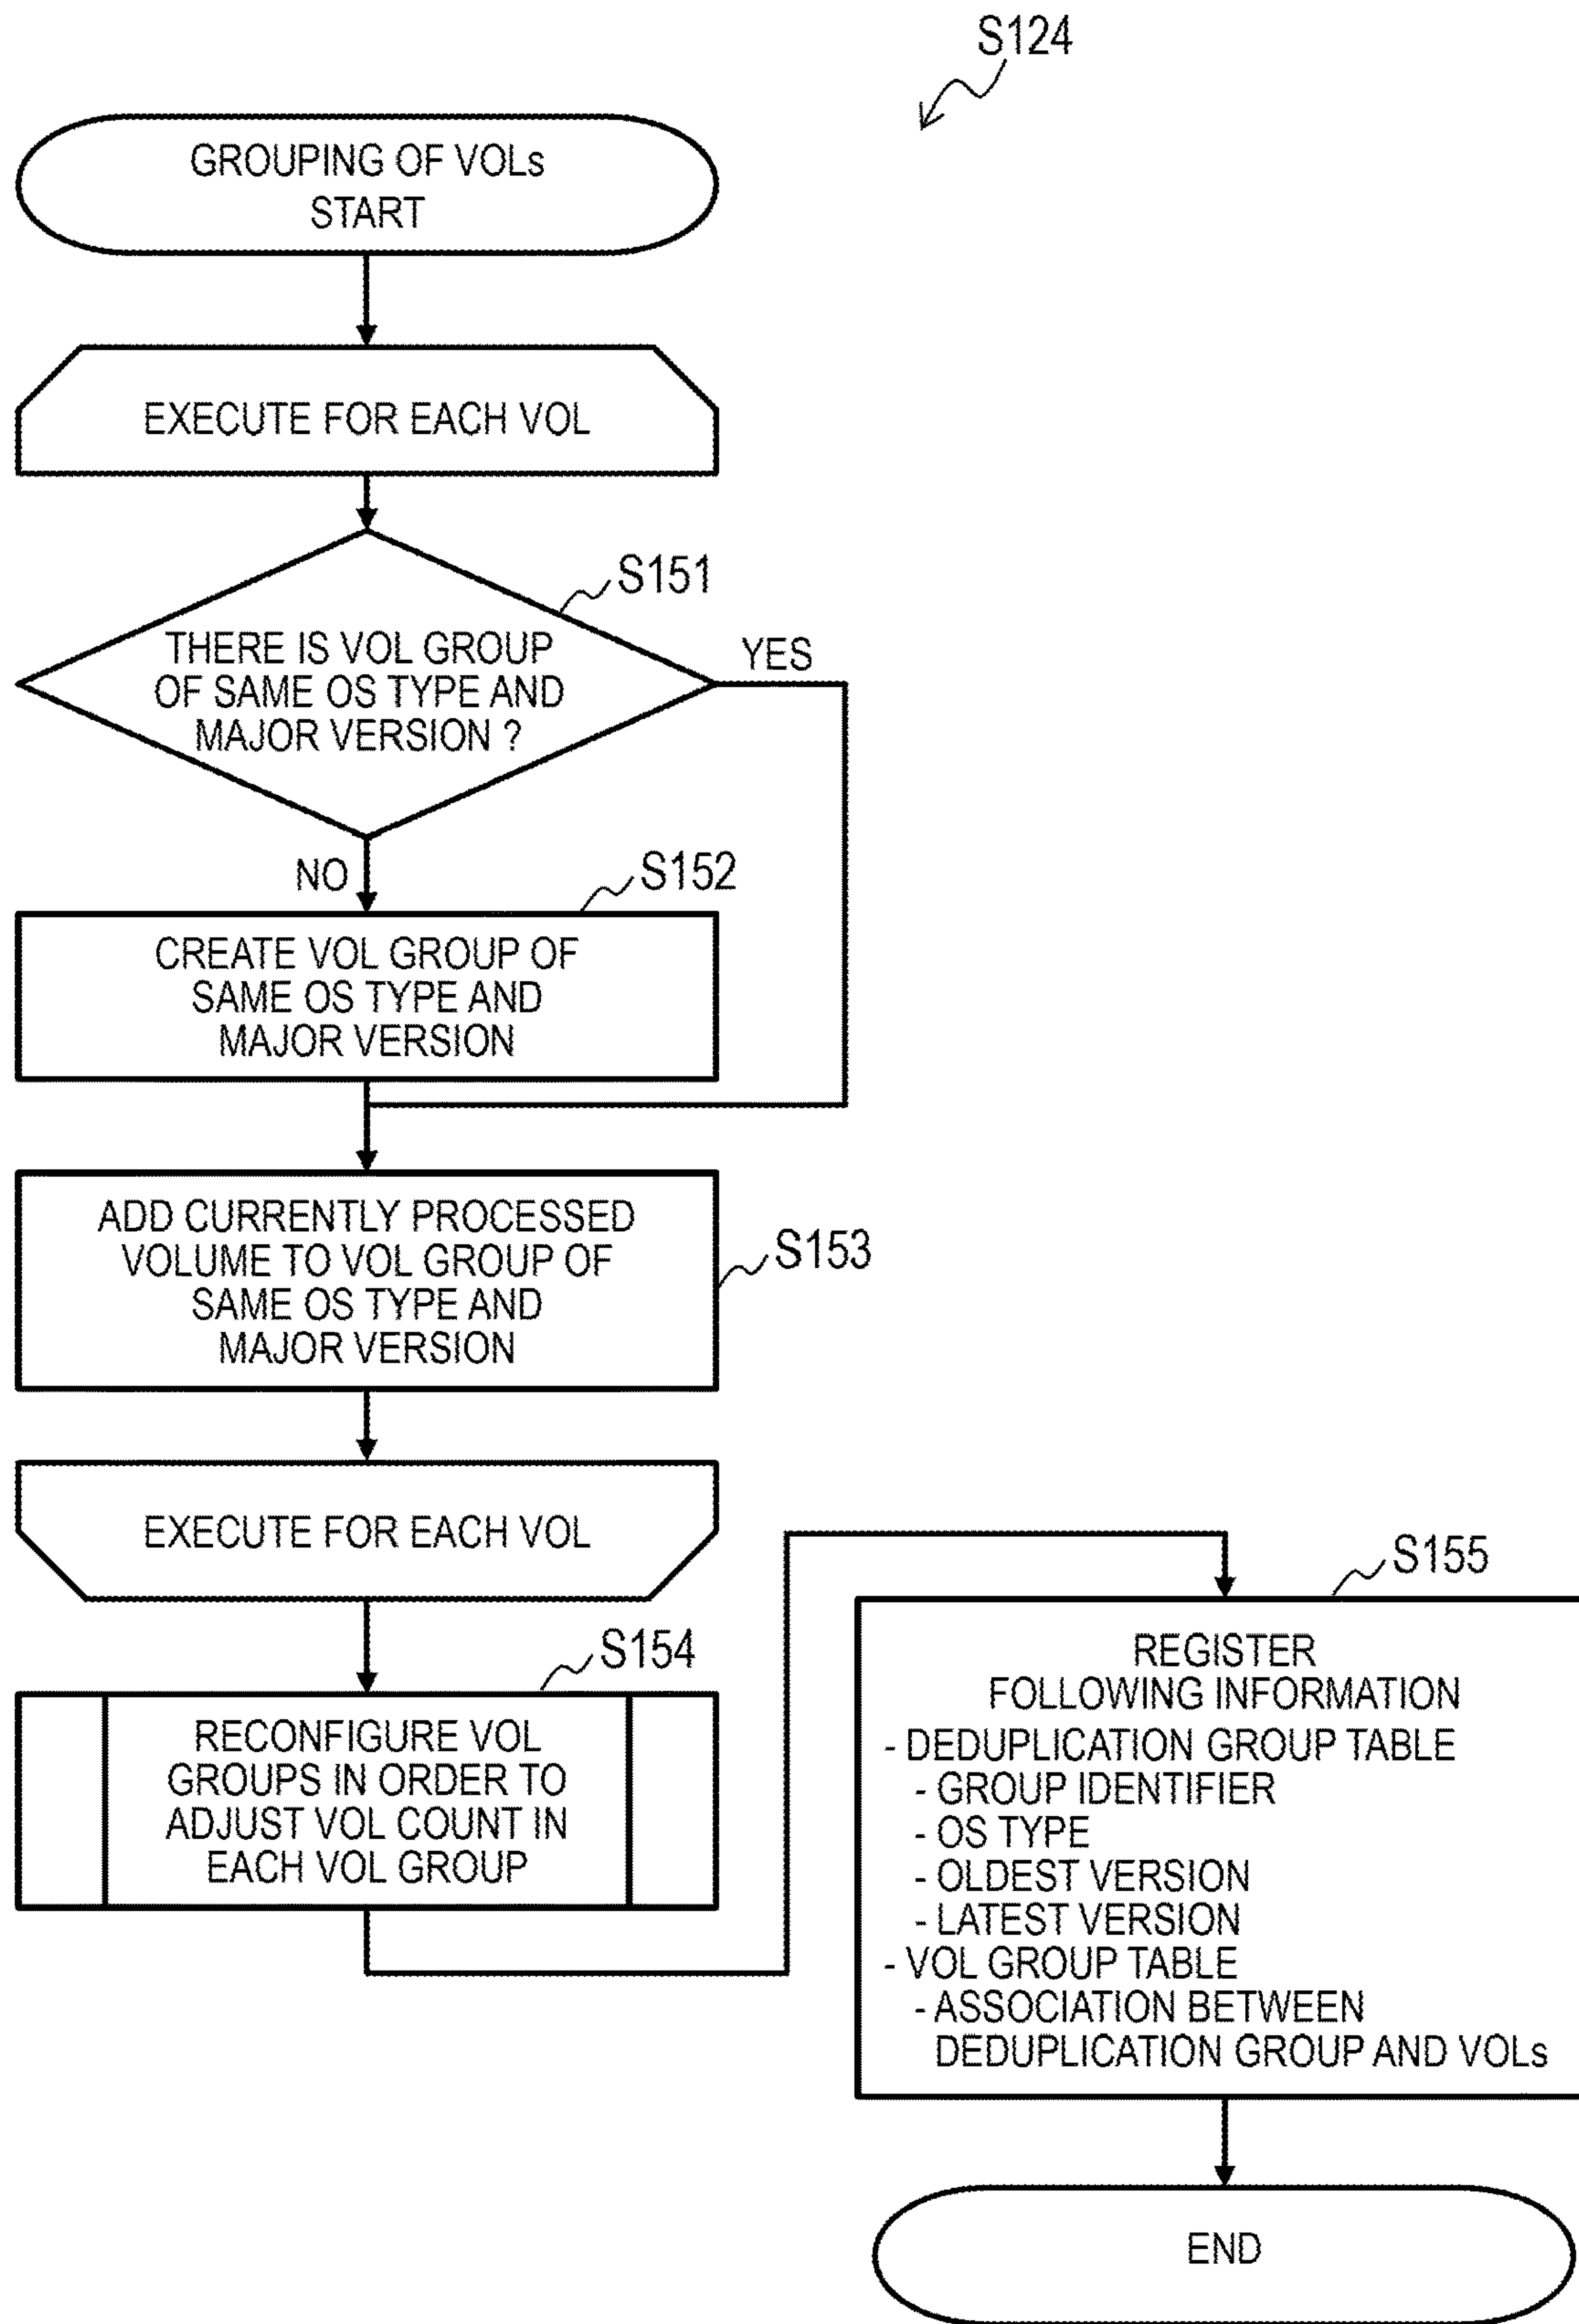 S124
GROUPING OF VOLs
START
EXECUTE FOR EACH VOL
S151
THERE IS VOL GROUP
OF SAME OS TYPE AND
MAJOR VERSION ?
YES
NO
S152
CREATE VOL GROUP OF
SAME OS TYPE AND
MAJOR VERSION
ADD CURRENTLY PROCESSED
VOLUME TO VOL GROUP OF
SAME OS TYPE AND
MAJOR VERSION
S153
EXECUTE FOR EACH VOL
S154
RECONFIGURE VOL
GROUPS IN ORDER TO
ADJUST VOL COUNT IN
EACH VOL GROUP
S155
REGISTER
FOLLOWING INFORMATION
- DEDUPLICATION GROUP TABLE
- GROUP IDENTIFIER
- OS TYPE
- OLDEST VERSION
- LATEST VERSION
- VOL GROUP TABLE
- ASSOCIATION BETWEEN
DEDUPLICATION GROUP AND VOLs
END